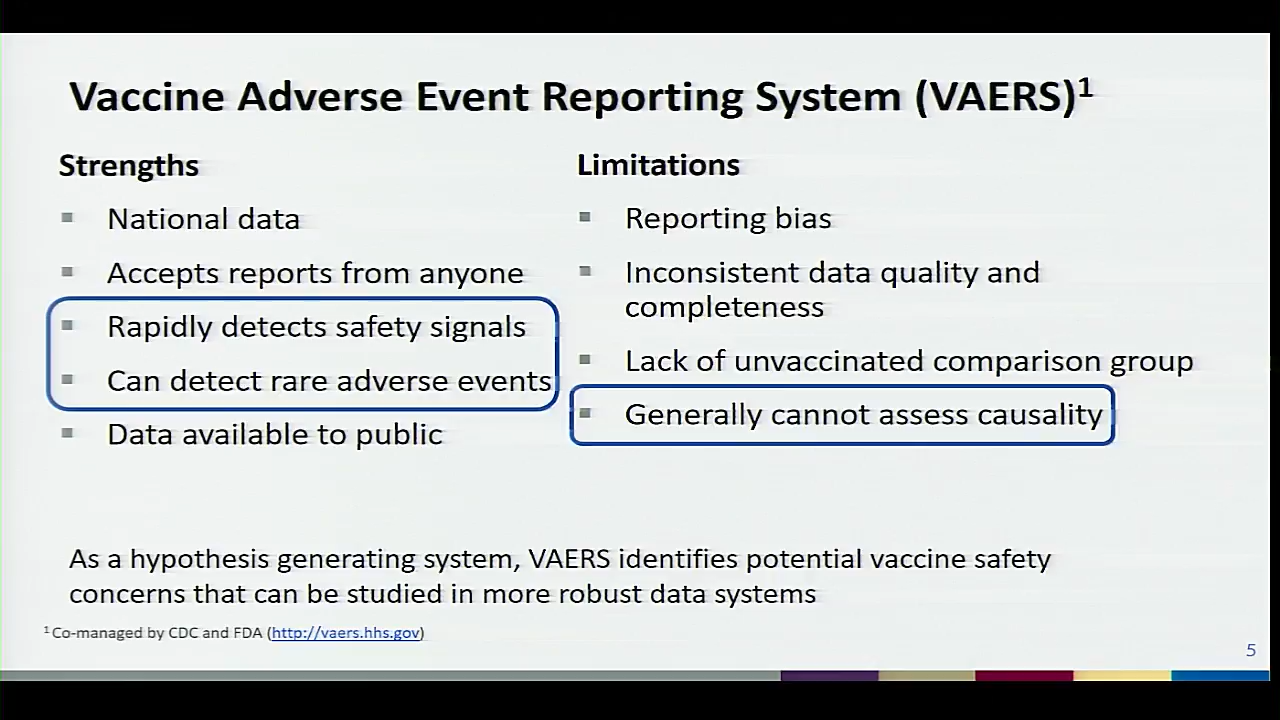 Vaccine Adverse Event Reporting System (VAERS)¹
Strengths
▪ National data
▪ Accepts reports from anyone
▪ Rapidly detects safety signals
▪ Can detect rare adverse events
▪ Data available to public
Limitations
▪ Reporting bias
▪ Inconsistent data quality and
completeness
▪ Lack of unvaccinated comparison group
▪ Generally cannot assess causality
As a hypothesis generating system, VAERS identifies potential vaccine safety
concerns that can be studied in more robust data systems
¹ Co-managed by CDC and FDA (http://vaers.hhs.gov)
5